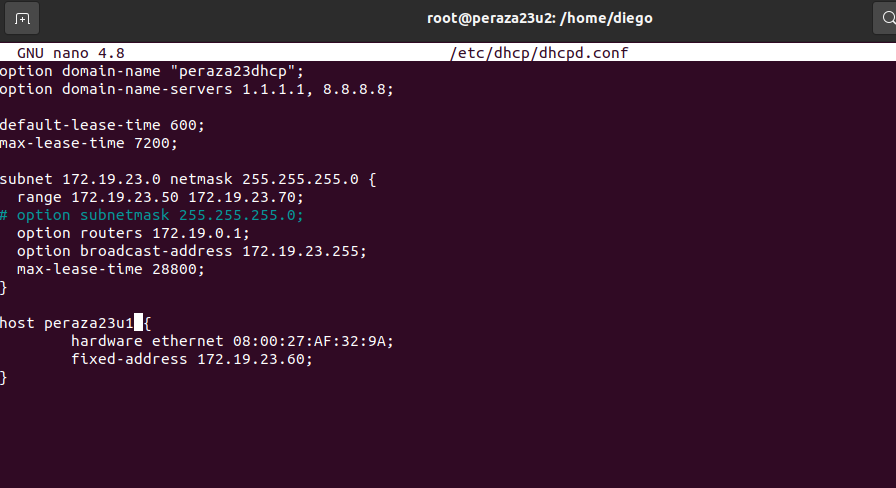 root@peraza23u2: /home/diego
GNU nano 4.8 /etc/dhcp/dhcpd.conf
option domain-name "peraza23dhcp";
option domain-name-servers 1.1.1.1, 8.8.8.8;
default-lease-time 600;
max-lease-time 7200;
subnet 172.19.23.0 netmask 255.255.255.0 {
range 172.19.23.50 172.19.23.70;
# option subnetmask 255.255.255.0;
option routers 172.19.0.1;
option broadcast-address 172.19.23.255;
max-lease-time 28800;
}
host peraza23u1 {
hardware ethernet 08:00:27:AF:32:9A;
fixed-address 172.19.23.60;
}